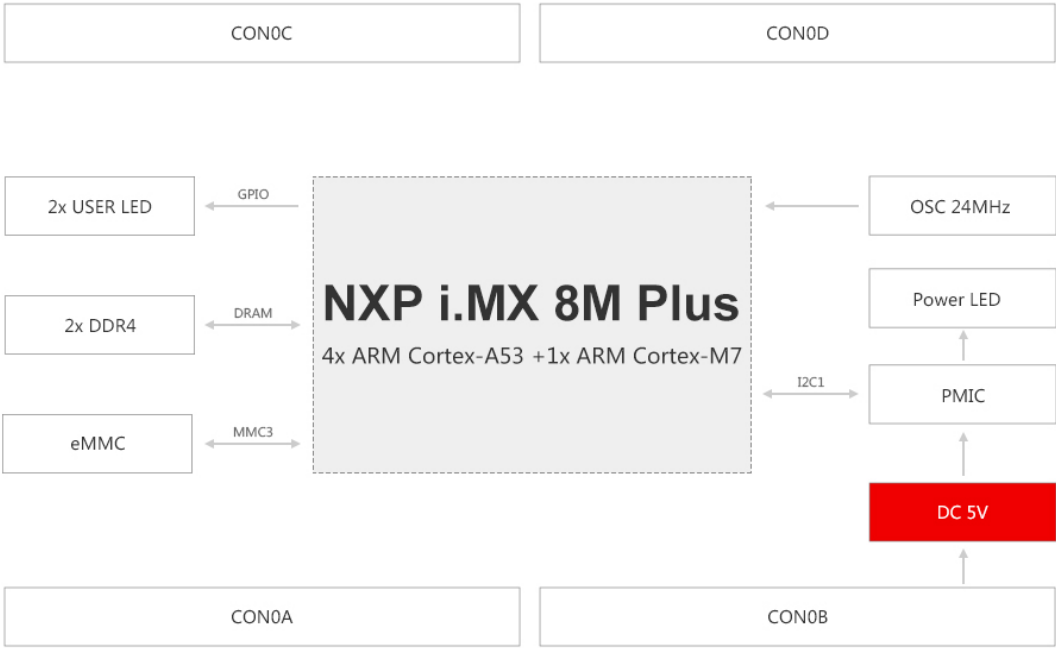 CON0C
CON0D
2x USER LED
GPIO
OSC 24MHz
NXP i.MX 8M Plus
4x ARM Cortex-A53 +1x ARM Cortex-M7
Power LED
2x DDR4
DRAM
I2C1
PMIC
eMMC
MMC3
DC 5V
CON0A
CON0B